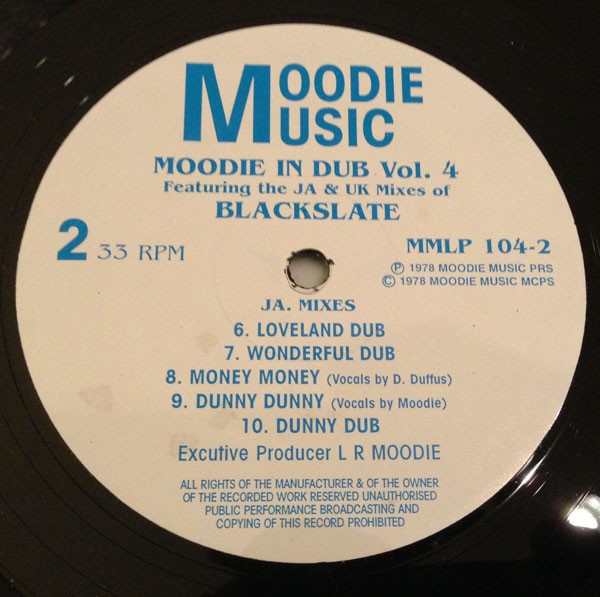 MOODIE
MUSIC
MOODIE IN DUB Vol. 4
Featuring the JA & UK Mixes of
BLACKSLATE
2 33 RPM
MMLP 104-2
Ⓟ 1978 MOODIE MUSIC PRS
© 1978 MOODIE MUSIC MCPS
JA. MIXES
6. LOVELAND DUB
7. WONDERFUL DUB
8. MONEY MONEY (Vocals by D. Duffus)
9. DUNNY DUNNY (Vocals by Moodie)
10. DUNNY DUB
Excutive Producer L R MOODIE
ALL RIGHTS OF THE MANUFACTURER & OF THE OWNER
OF THE RECORDED WORK RESERVED UNAUTHORISED
PUBLIC PERFORMANCE BROADCASTING AND
COPYING OF THIS RECORD PROHIBITED